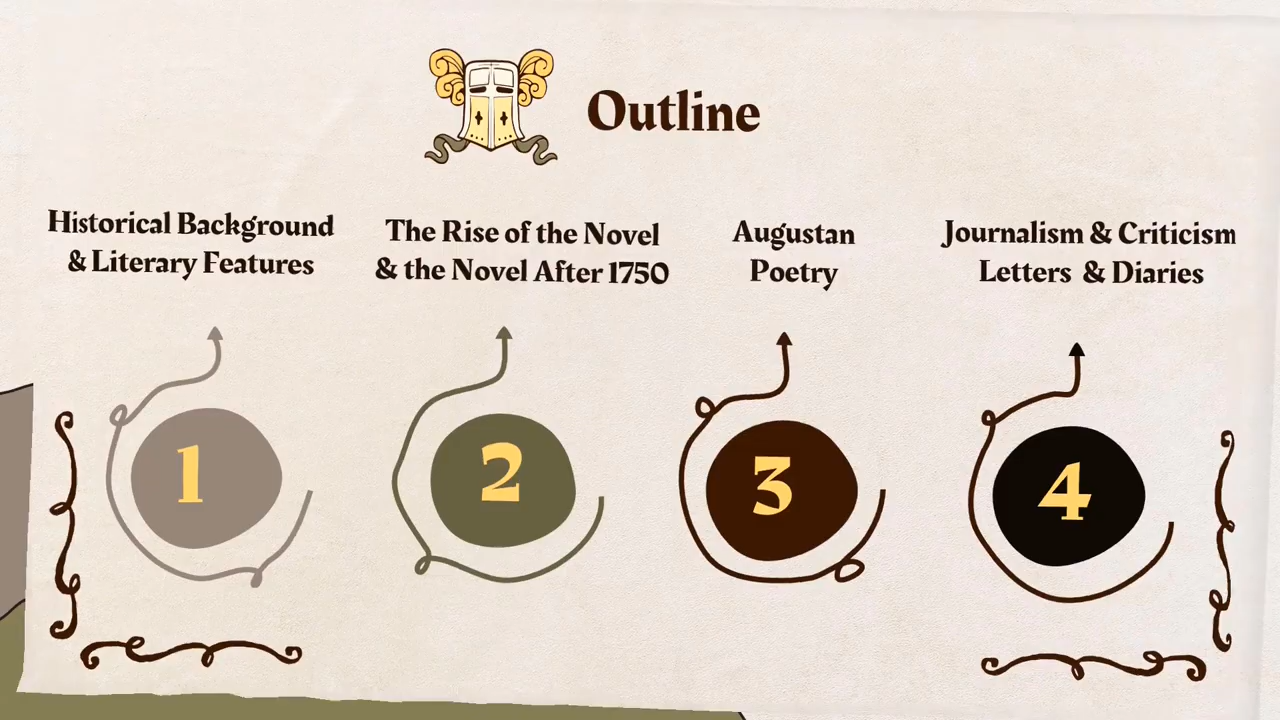 Outline
Historical Background
& Literary Features
The Rise of the Novel
& the Novel After 1750
Augustan
Poetry
Journalism & Criticism
Letters & Diaries
1
2
3
4